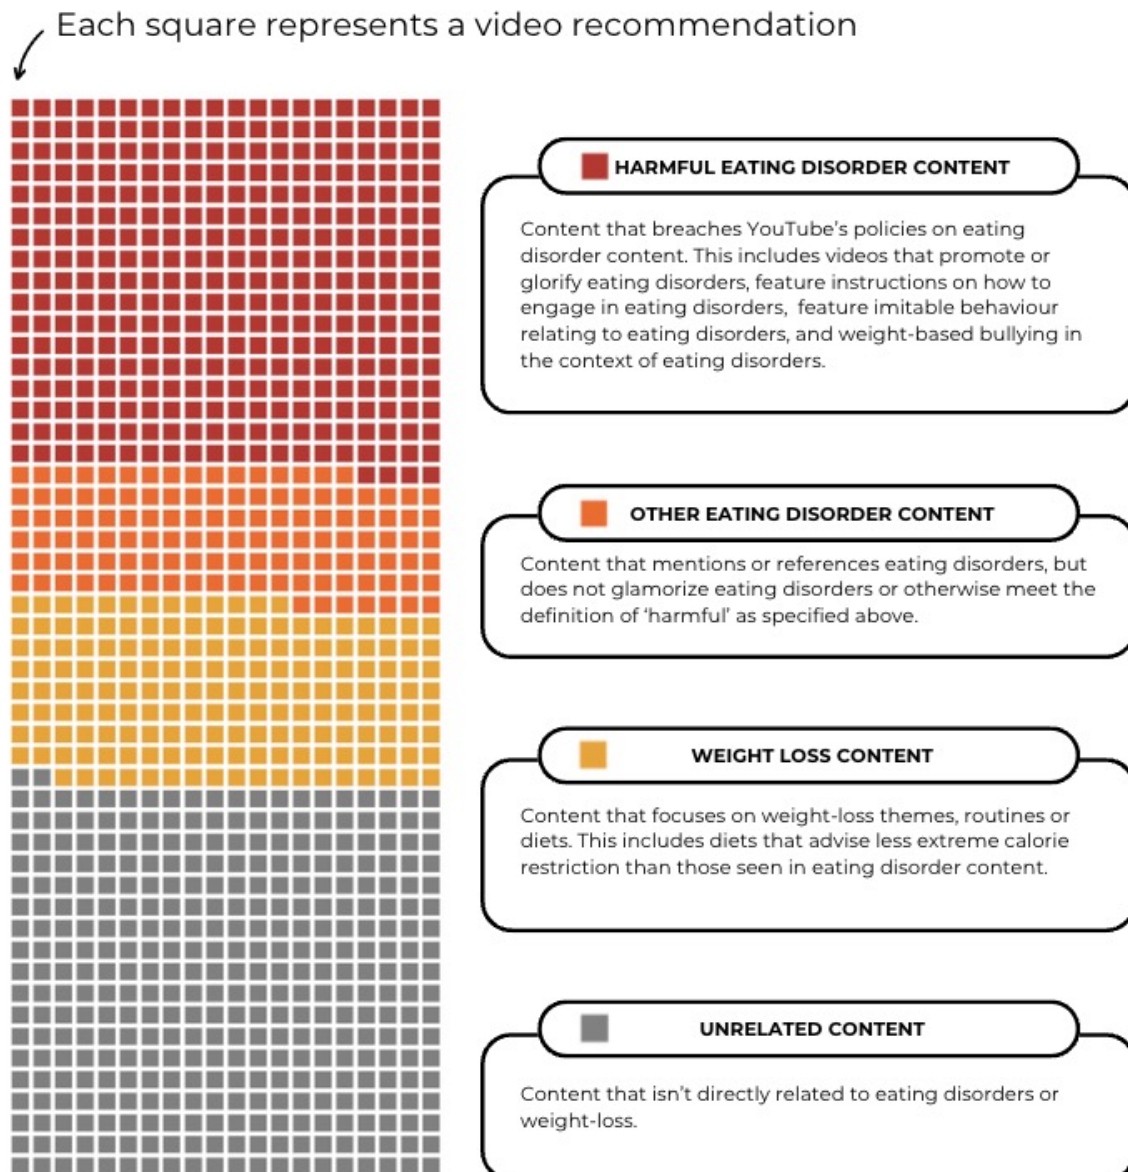 Each square represents a video recommendation
HARMFUL EATING DISORDER CONTENT
Content that breaches YouTube's policies on eating
disorder content. This includes videos that promote or
glorify eating disorders, feature instructions on how to
engage in eating disorders,  feature imitable behaviour
relating to eating disorders, and weight-based bullying in
the context of eating disorders.
OTHER EATING DISORDER CONTENT
Content that mentions or references eating disorders, but
does not glamorize eating disorders or otherwise meet the
definition of ‘harmful’ as specified above.
WEIGHT LOSS CONTENT
Content that focuses on weight-loss themes, routines or
diets. This includes diets that advise less extreme calorie
restriction than those seen in eating disorder content.
UNRELATED CONTENT
Content that isn't directly related to eating disorders or
weight-loss.